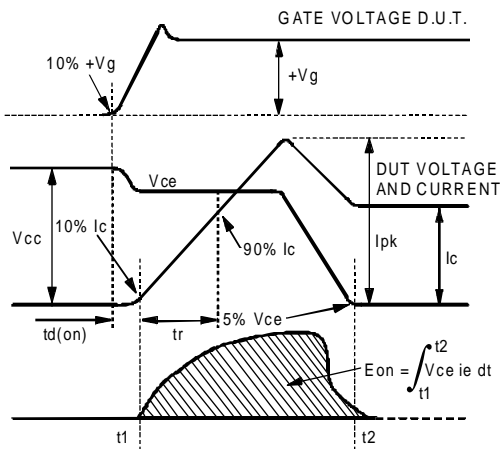 GATE VOLTAGE D.U.T.
10% +Vg
+Vg
DUT VOLTAGE
AND CURRENT
Vce
Vcc
10% Ic
90% Ic
Ipk
Ic
td(on)
tr
5% Vce
Eon = ∫ Vce ie dt
t2
t1
t1
t2